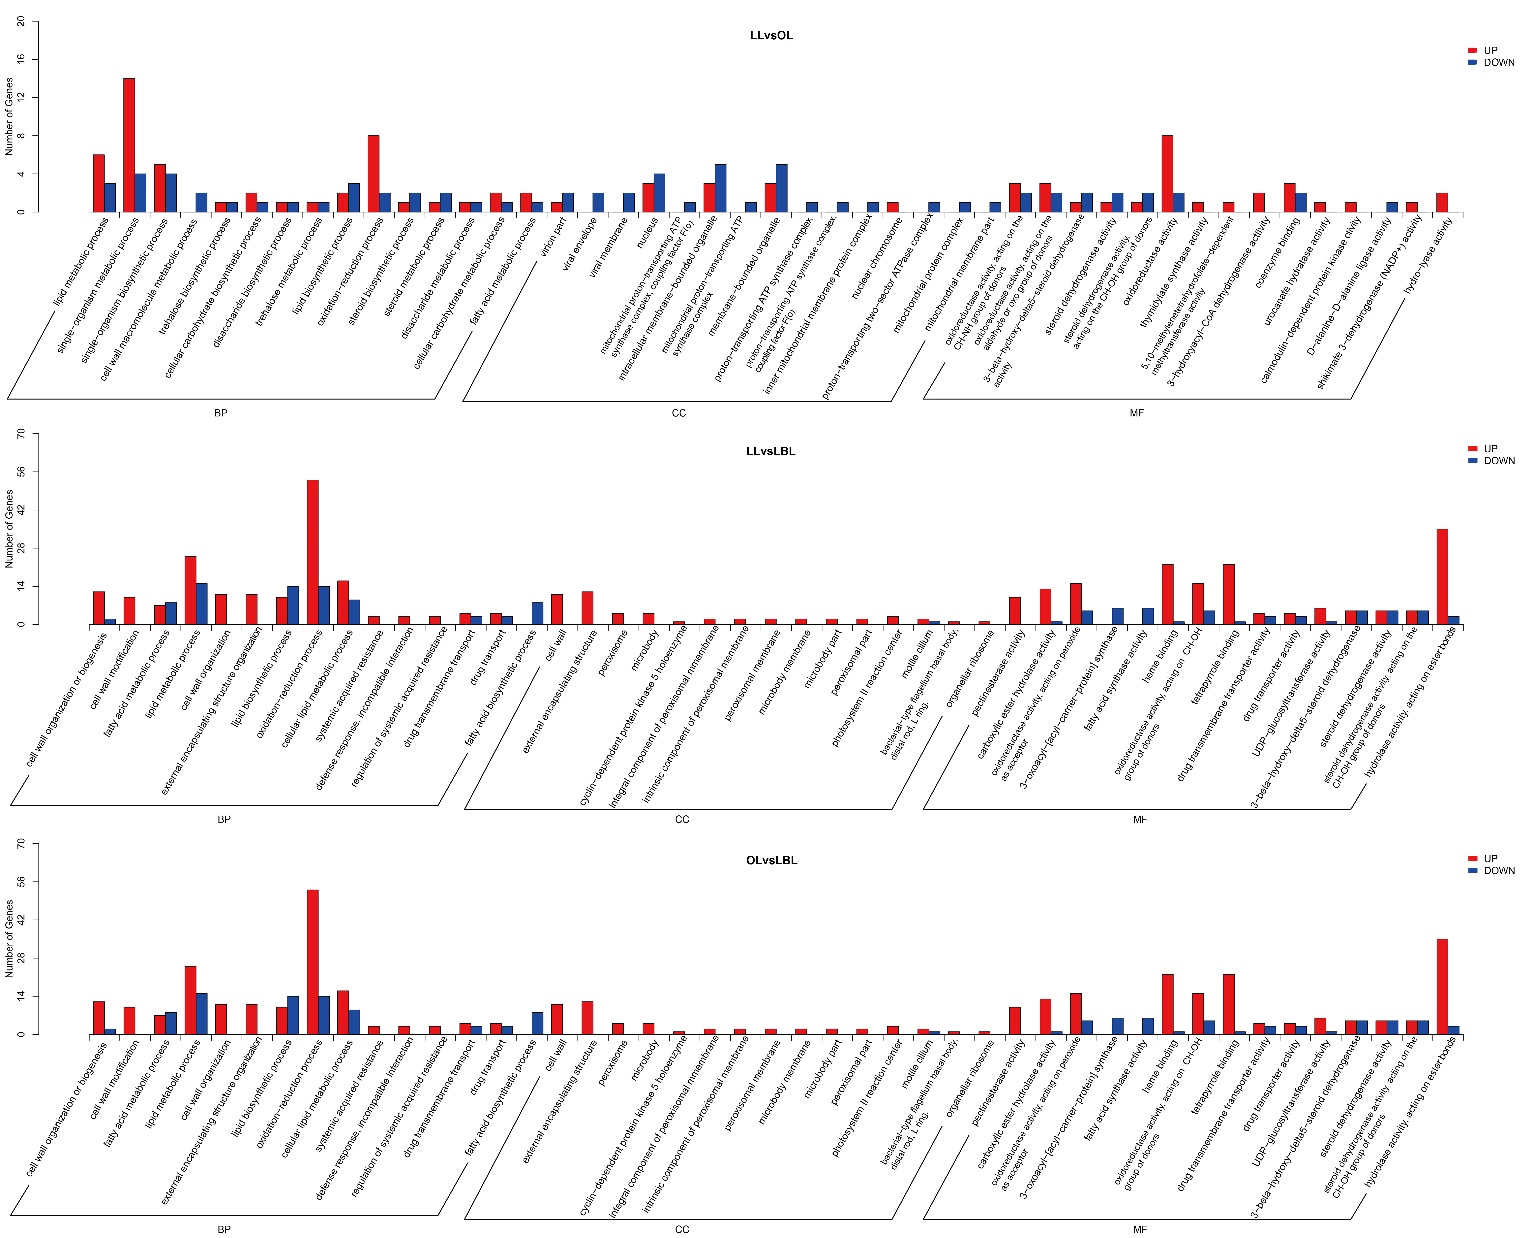 LLvsOL
UP
DOWN
Number of Genes
0
4
8
12
16
20
lipid metabolic process
single−organism metabolic process
single−organism biosynthetic process
cell wall macromolecule metabolic process
trehalose biosynthetic process
cellular carbohydrate biosynthetic process
disaccharide biosynthetic process
trehalose metabolic process
lipid biosynthetic process
oxidation−reduction process
steroid biosynthetic process
steroid metabolic process
disaccharide metabolic process
cellular carbohydrate metabolic process
fatty acid metabolic process
virion part
viral envelope
viral membrane
nucleus
mitochondrial proton−transporting ATP
synthase complex, coupling factor F(o)
intracellular membrane−bounded organelle
mitochondrial proton−transporting ATP
synthase complex
membrane−bounded organelle
proton−transporting ATP synthase complex
proton−transporting ATP synthase complex,
coupling factor F(o)
inner mitochondrial membrane protein complex
nuclear chromosome
proton−transporting two−sector ATPase complex
mitochondrial protein complex
mitochondrial membrane part
oxidoreductase activity, acting on the
CH−NH group of donors
oxidoreductase activity, acting on the
aldehyde or oxo group of donors
3−beta−hydroxy−delta5−steroid dehydrogenase
activity
steroid dehydrogenase activity
steroid dehydrogenase activity,
acting on the CH−OH group of donors
oxidoreductase activity
thymidylate synthase activity
5,10−methylenetetrahydrofolate−dependent
methyltransferase activity
3−hydroxyacyl−CoA dehydrogenase activity
coenzyme binding
urocanate hydratase activity
calmodulin−dependent protein kinase ctivity
D−alanine−D−alanine ligase activity
shikimate 3−dehydrogenase (NADP+) activity
hydro−lyase activity
BP
CC
MF
LLvsLBL
UP
DOWN
Number of Genes
0
14
28
42
56
70
cell wall organization or biogenesis
cell wall modification
fatty acid metabolic process
lipid metabolic process
cell wall organization
external encapsulating structure organization
lipid biosynthetic process
oxidation−reduction process
cellular lipid metabolic process
systemic acquired resistance
defense response, incompatible interaction
regulation of systemic acquired resistance
drug transmembrane transport
drug transport
fatty acid biosynthetic process
cell wall
external encapsulating structure
peroxisome
microbody
cyclin−dependent protein kinase 5 holoenzyme
Integral component of peroxisomal mmembrane
intrinsic component of peroxisomal membrane
peroxisomal membrane
microbody membrane
microbody part
peroxisomal part
photosystem II reaction center
motile cilium
bacterial−type flagellum basal body,
distal rod, L ring,
organellar ribosome
pectinesterase activity
carboxylic ester hydrolase activity
oxidoreductase activity, acting on peroxide
as acceptor
3−oxoacyl−[acyl−carrier−protein] synthase
fatty acid synthase activity
heme binding
oxidoreductase activity, acting on CH−OH
group of donors
tetrapyrrole binding
drug transmembrane transporter activity
drug transporter activity
UDP−glucosyltransferase activity
3−beta−hydroxy−delta5−steroid dehydrogenase
steroid dehydrogenase activity
steroid dehydrogenase activity, acting on the
CH−OH group of donors
hydrolase activity, acting on ester bonds
BP
CC
MF
OLvsLBL
UP
DOWN
Number of Genes
0
14
28
42
56
70
cell wall organization or biogenesis
cell wall modification
fatty acid metabolic process
lipid metabolic process
cell wall organization
external encapsulating structure organization
lipid biosynthetic process
oxidation−reduction process
cellular lipid metabolic process
systemic acquired resistance
defense response, incompatible interaction
regulation of systemic acquired resistance
drug transmembrane transport
drug transport
fatty acid biosynthetic process
cell wall
external encapsulating structure
peroxisome
microbody
cyclin−dependent protein kinase 5 holoenzyme
Integral component of peroxisomal mmembrane
intrinsic component of peroxisomal membrane
peroxisomal membrane
microbody membrane
microbody part
peroxisomal part
photosystem II reaction center
motile cilium
bacterial−type flagellum basal body,
distal rod, L ring,
organellar ribosome
pectinesterase activity
carboxylic ester hydrolase activity
oxidoreductase activity, acting on peroxide
as acceptor
3−oxoacyl−[acyl−carrier−protein] synthase
fatty acid synthase activity
heme binding
oxidoreductase activity, acting on CH−OH
group of donors
tetrapyrrole binding
drug transmembrane transporter activity
drug transporter activity
UDP−glucosyltransferase activity
3−beta−hydroxy−delta5−steroid dehydrogenase
steroid dehydrogenase activity
steroid dehydrogenase activity, acting on the
CH−OH group of donors
hydrolase activity, acting on ester bonds
BP
CC
MF